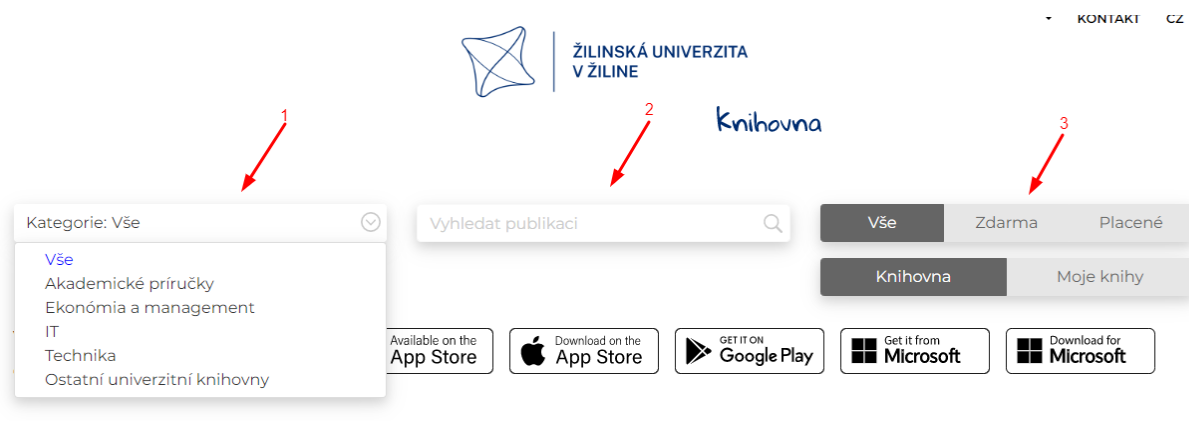 KONTAKT CZ
ŽILINSKÁ UNIVERZITA
V ŽILINE
Knihovna
1
2
3
Kategorie: Vše
Vyhledat publikaci
Vše Zdarma Placené
Vše
Akademické príručky
Ekonómia a management
IT
Technika
Ostatní univerzitní knihovny
Knihovna Moje knihy
Available on the
App Store
Download on the
App Store
GET IT ON
Google Play
Get it from
Microsoft
Download for
Microsoft